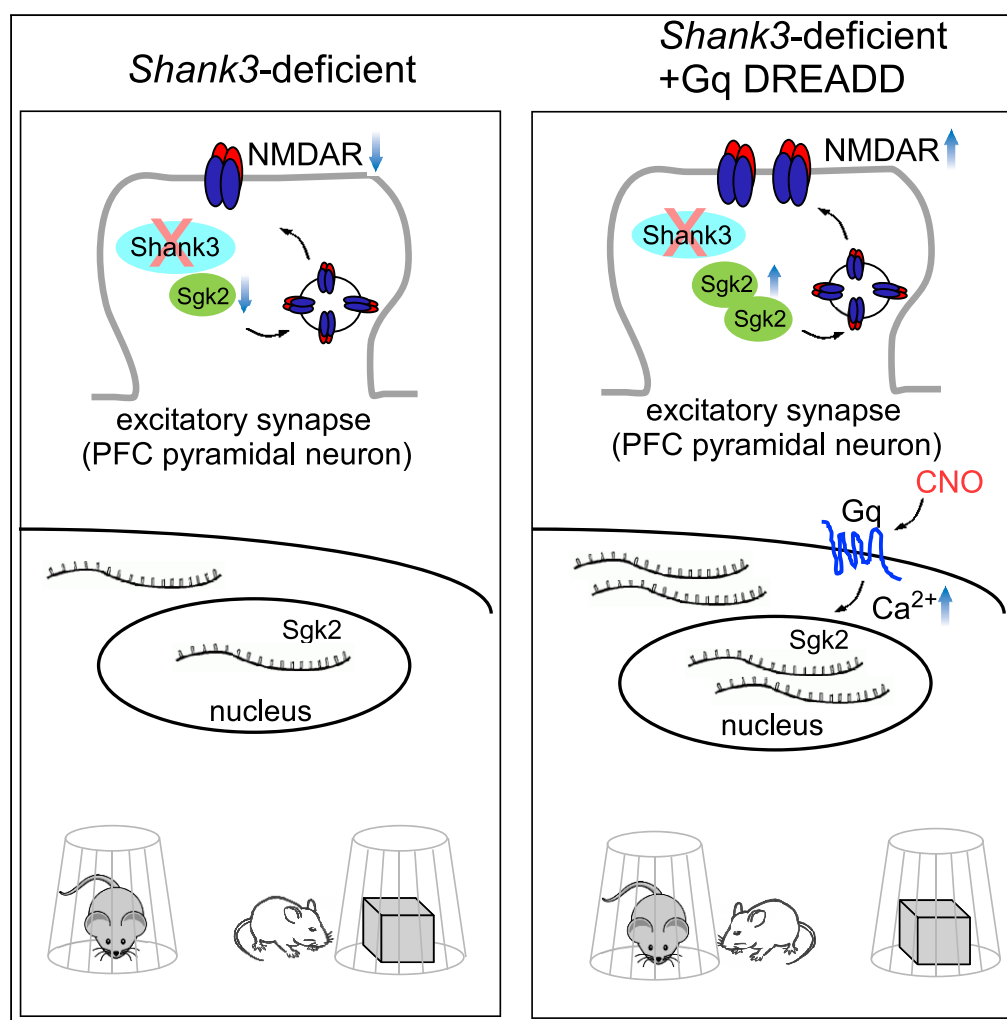 Shank3-deficient
NMDAR
Shank3
X
Sgk2
excitatory synapse
(PFC pyramidal neuron)
Sgk2
nucleus
Shank3-deficient
+Gq DREADD
NMDAR
Shank3
X
Sgk2
Sgk2
excitatory synapse
(PFC pyramidal neuron)
CNO
Gq
Ca²⁺
Sgk2
nucleus